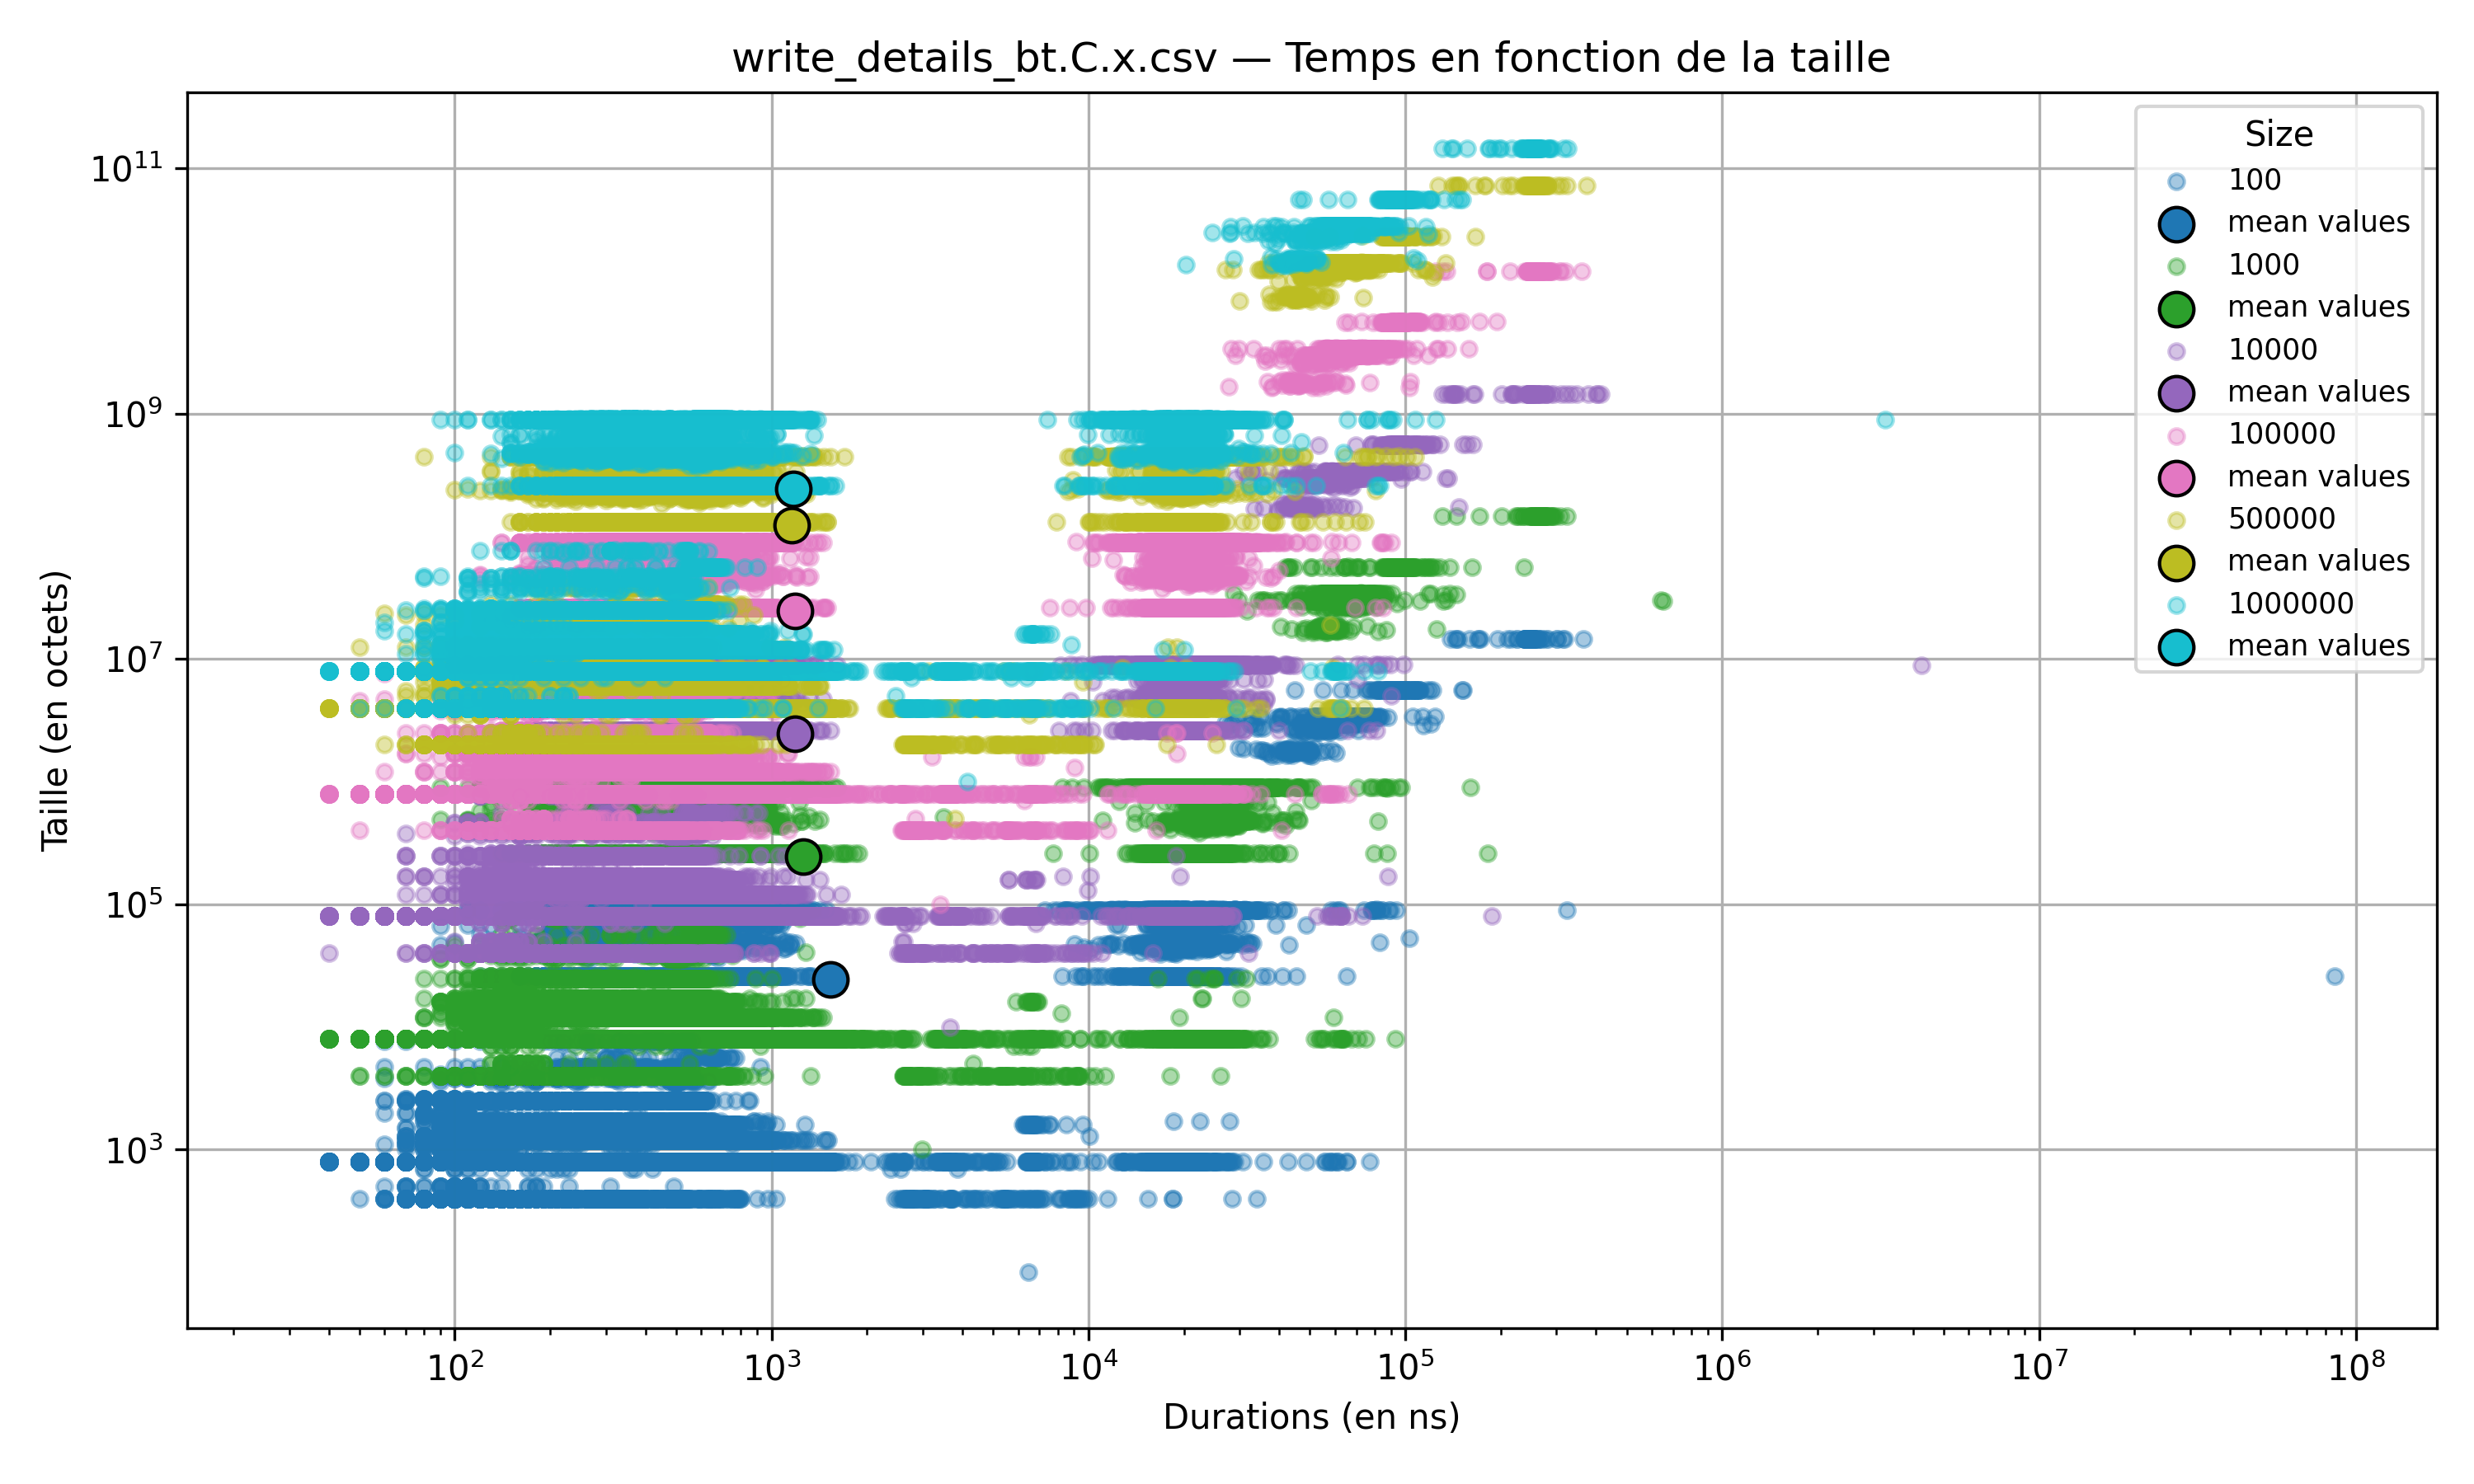 write_details_bt.C.x.csv — Temps en fonction de la taille
Taille (en octets)
10¹¹
10⁹
10⁷
10⁵
10³
10²
10³
10⁴
10⁵
10⁶
10⁷
10⁸
Durations (en ns)
Size
100
mean values
1000
mean values
10000
mean values
100000
mean values
500000
mean values
1000000
mean values